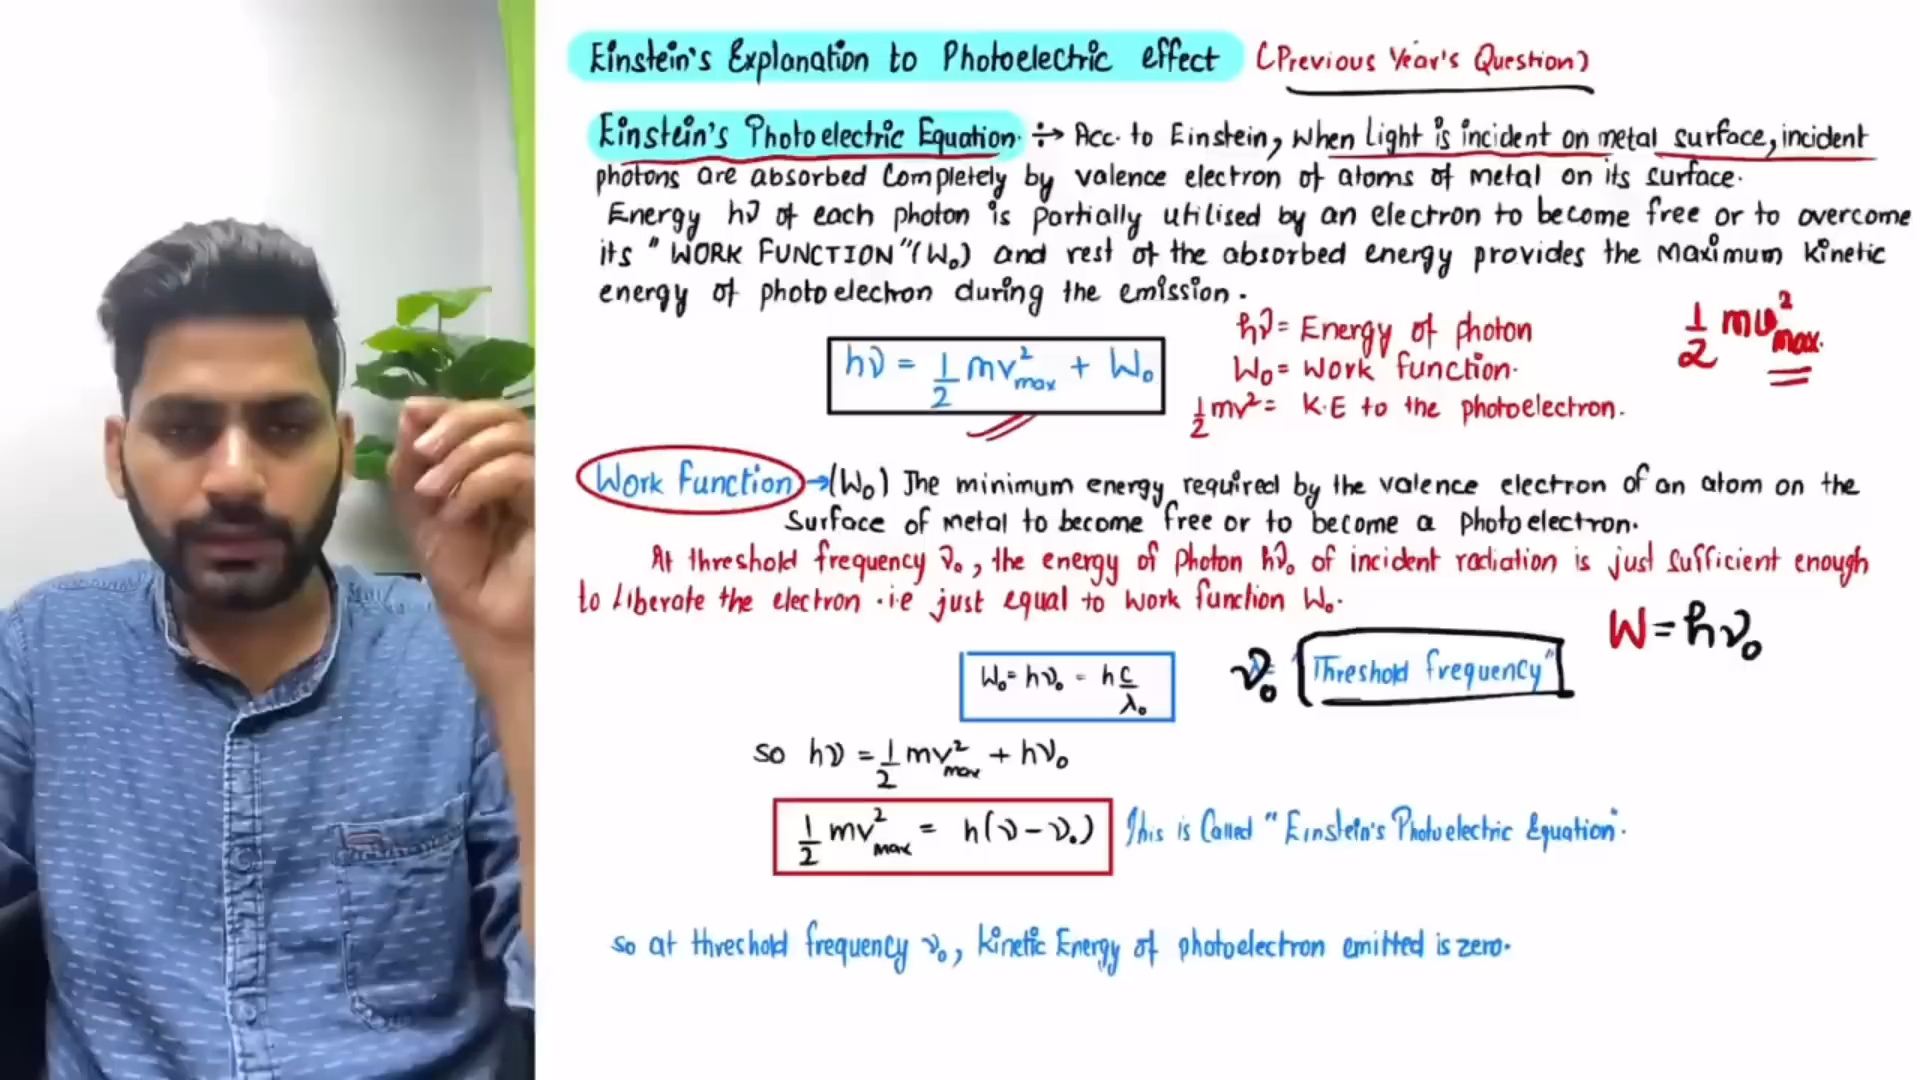 Einstein's Explanation to Photoelectric effect (Previous Year's Question)
Einstein's Photoelectric Equation ÷→ Acc. to Einstein, when Light is incident on metal surface, incident
photons are absorbed Completely by valence electron of atoms of metal on its surface.
Energy hν of each photon is partially utilised by an electron to become free or to overcome
its "WORK FUNCTION" (W₀) and rest of the absorbed energy provides the maximum kinetic
energy of photoelectron during the emission.
hν = 1/2 mv²max + W₀
hν = Energy of photon
W₀ = Work function.
1/2 mv² = K.E to the photoelectron.
1/2 mv²max.
Work Function → (W₀) The minimum energy required by the valence electron of an atom on the
Surface of metal to become free or to become a photoelectron.
At threshold frequency ν₀, the energy of photon hν₀ of incident radiation is just sufficient enough
to liberate the electron .i.e just equal to work function W₀.
W = hν₀
W₀ = hν₀ = h c/λ₀
ν₀ Threshold frequency"
so hν = 1/2 mv²max + hν₀
1/2 mv²max = h(ν - ν₀) This is Called "Einstein's Photoelectric Equation".
so at threshold frequency ν₀, kinetic Energy of photoelectron emitted is zero.